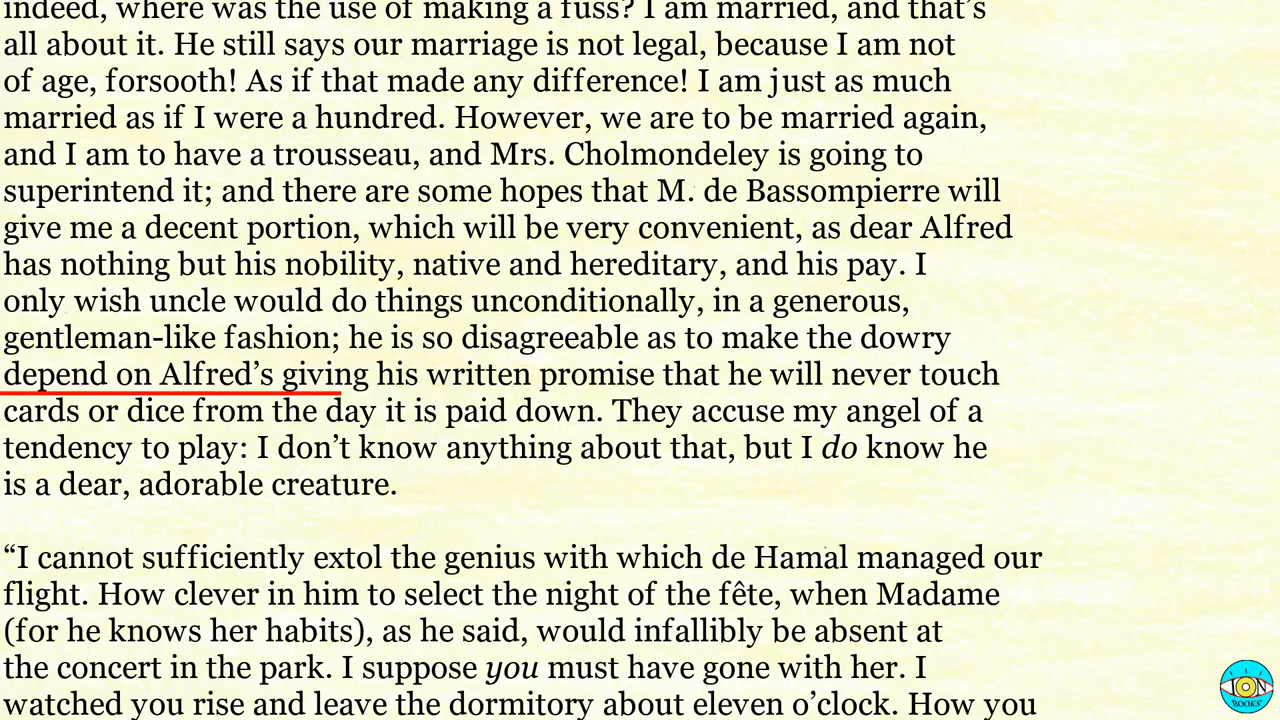 indeed, where was the use of making a fuss? I am married, and that’s
all about it. He still says our marriage is not legal, because I am not
of age, forsooth! As if that made any difference! I am just as much
married as if I were a hundred. However, we are to be married again,
and I am to have a trousseau, and Mrs. Cholmondeley is going to
superintend it; and there are some hopes that M. de Bassompierre will
give me a decent portion, which will be very convenient, as dear Alfred
has nothing but his nobility, native and hereditary, and his pay. I
only wish uncle would do things unconditionally, in a generous,
gentleman-like fashion; he is so disagreeable as to make the dowry
depend on Alfred’s giving his written promise that he will never touch
cards or dice from the day it is paid down. They accuse my angel of a
tendency to play: I don’t know anything about that, but I do know he
is a dear, adorable creature.
“I cannot sufficiently extol the genius with which de Hamal managed our
flight. How clever in him to select the night of the fête, when Madame
(for he knows her habits), as he said, would infallibly be absent at
the concert in the park. I suppose you must have gone with her. I
watched you rise and leave the dormitory about eleven o’clock. How you
ION
BOOKS